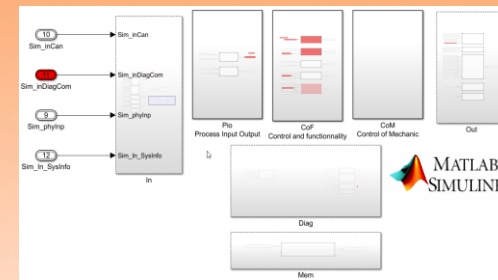 10
Sim_inCan
Sim_inCan
11
Sim_inDiagCom
Sim_inDiagCom
9
Sim_phyInp
Sim_phyInp
12
Sim_In_SysInfo
Sim_In_SysInfo
In
Pio
Process Input Output
CoF
Control and functionnality
CoM
Control of Mechanic
Out
Diag
Mem
MATLAB
SIMULINK